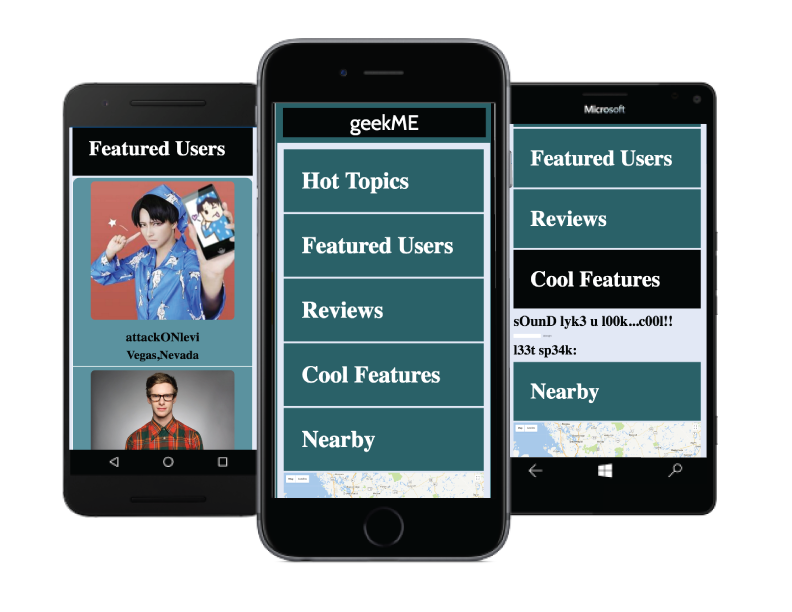 Featured Users
attackONlevi
Vegas,Nevada
geekME
Hot Topics
Featured Users
Reviews
Cool Features
Nearby
Microsoft
Featured Users
Reviews
Cool Features
sOunD lyk3 u l00k...c00l!!
l33t sp34k:
Nearby